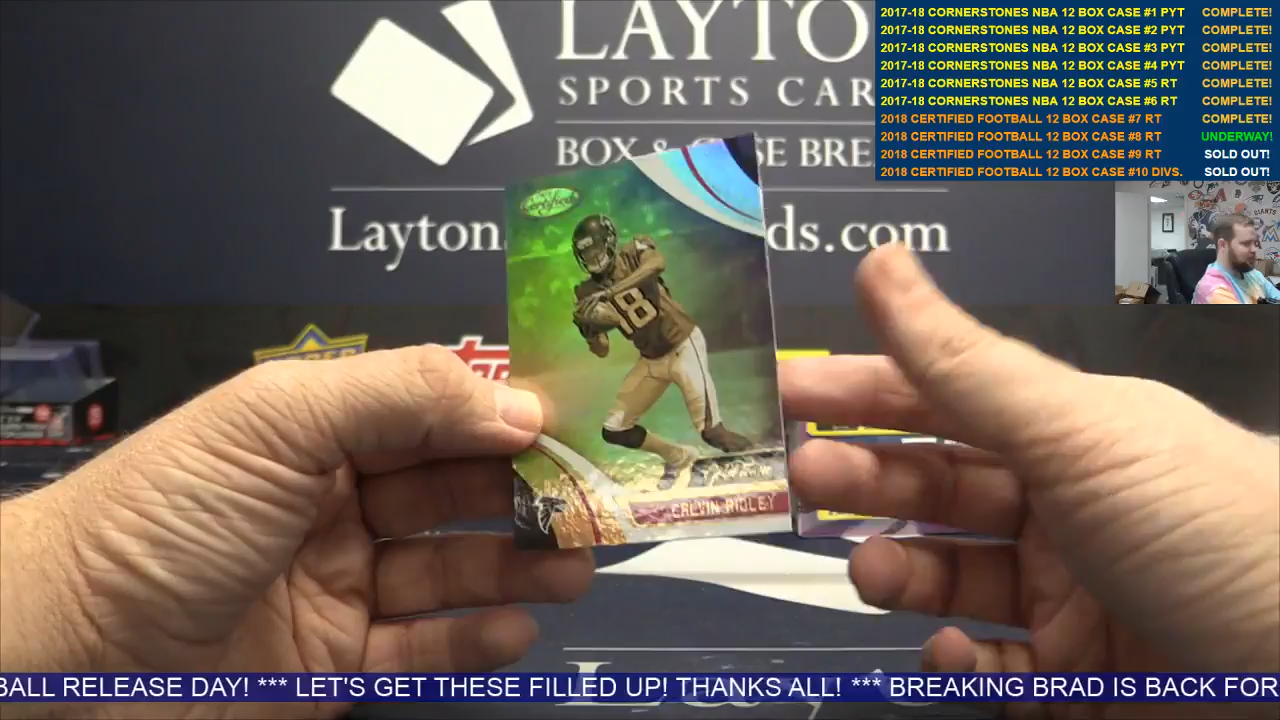 LAYTO
SPORTS CAR
BOX & CASE BRE
Layton ds.com
2017-18 CORNERSTONES NBA 12 BOX CASE #1 PYT COMPLETE!
2017-18 CORNERSTONES NBA 12 BOX CASE #2 PYT COMPLETE!
2017-18 CORNERSTONES NBA 12 BOX CASE #3 PYT COMPLETE!
2017-18 CORNERSTONES NBA 12 BOX CASE #4 PYT COMPLETE!
2017-18 CORNERSTONES NBA 12 BOX CASE #5 RT COMPLETE!
2017-18 CORNERSTONES NBA 12 BOX CASE #6 RT COMPLETE!
2018 CERTIFIED FOOTBALL 12 BOX CASE #7 RT COMPLETE!
2018 CERTIFIED FOOTBALL 12 BOX CASE #8 RT UNDERWAY!
2018 CERTIFIED FOOTBALL 12 BOX CASE #9 RT SOLD OUT!
2018 CERTIFIED FOOTBALL 12 BOX CASE #10 DIVS. SOLD OUT!
Certified
18
CALVIN RIDLEY
BALL RELEASE DAY! *** LET'S GET THESE FILLED UP! THANKS ALL! *** BREAKING BRAD IS BACK FOR